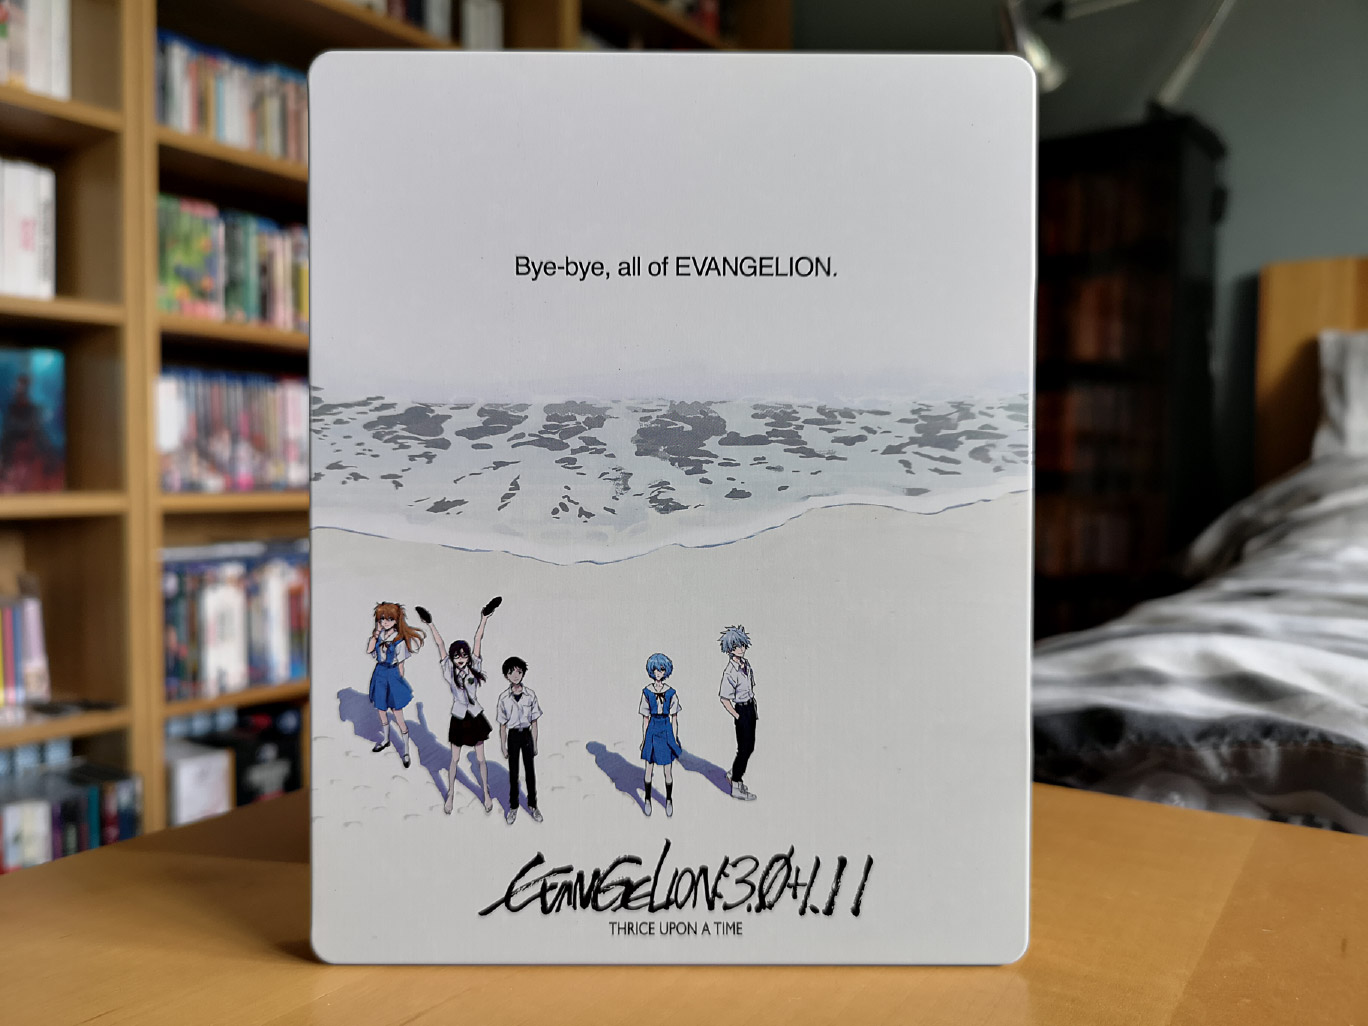 Bye-bye, all of EVANGELION.
EVANGELION:3.0+1.11
THRICE UPON A TIME